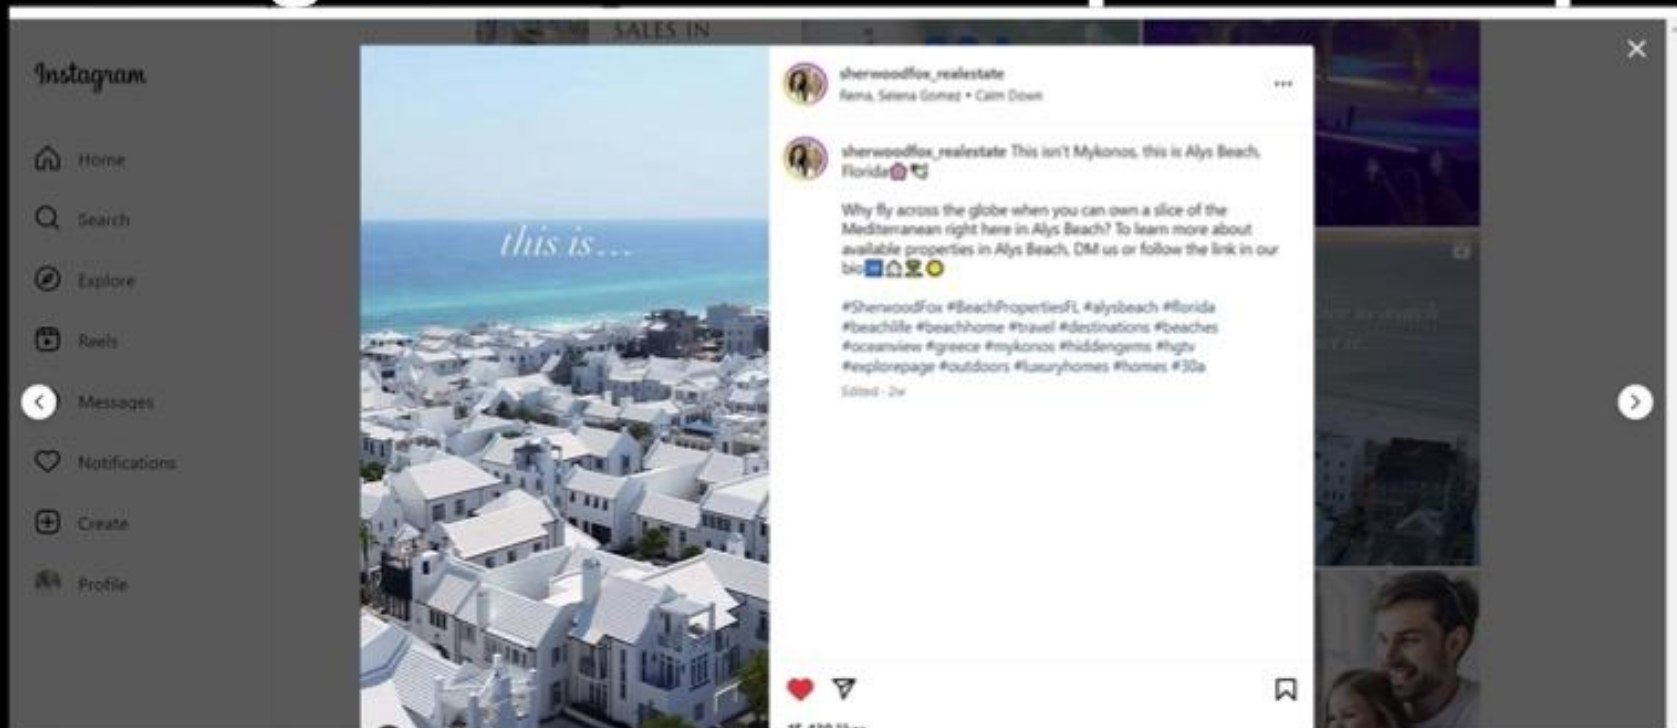 SALES IN
Instagram
Home
Search
Explore
Reels
Messages
Notifications
Create
Profile
this is...
sherwoodfox_realestate
Rema, Selena Gomez • Calm Down
sherwoodfox_realestate This isn't Mykonos, this is Alys Beach,
Florida
Why fly across the globe when you can own a slice of the
Mediterranean right here in Alys Beach? To learn more about
available properties in Alys Beach, DM us or follow the link in our
bio
#SherwoodFox #BeachPropertiesFL #alysbeach #florida
#beachlife #beachhome #travel #destinations #beaches
#oceanview #greece #mykonos #hiddengems #hgtv
#explorepage #outdoors #luxuryhomes #homes #30a
Edited · 2w